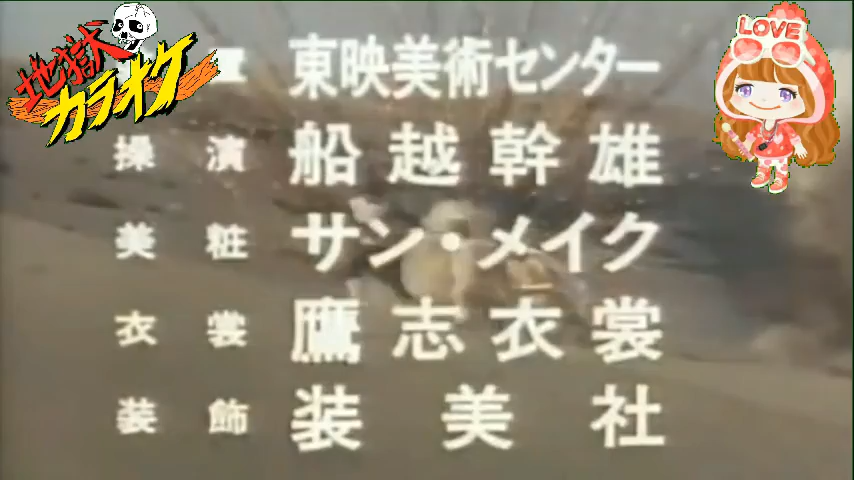 地獄
カラオケ
LOVE
東映美術センター
操 演 船越幹雄
美 粧 サン・メイク
衣 裳 鷹志衣裳
装 飾 装美社